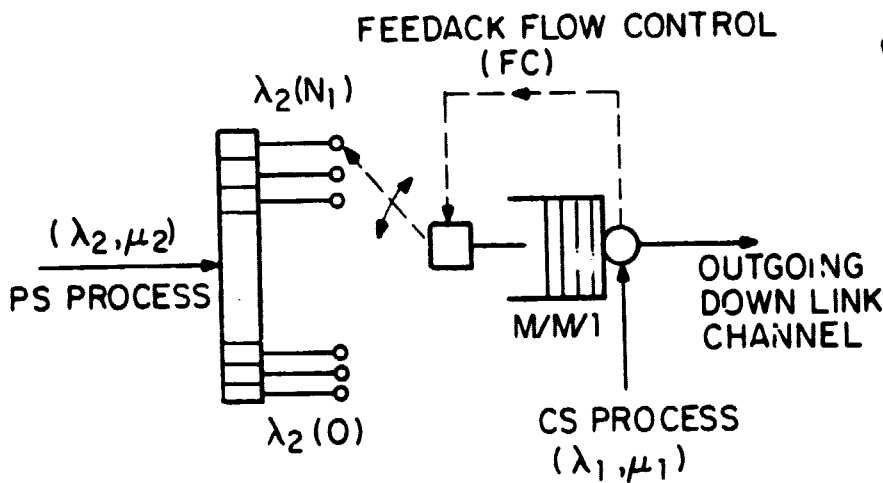 FEEDACK FLOW CONTROL
(FC)
λ2(N1)
(λ2,μ2)
PS PROCESS
M/M/1
OUTGOING
DOWN LINK
CHANNEL
λ2(0)
CS PROCESS
(λ1,μ1)